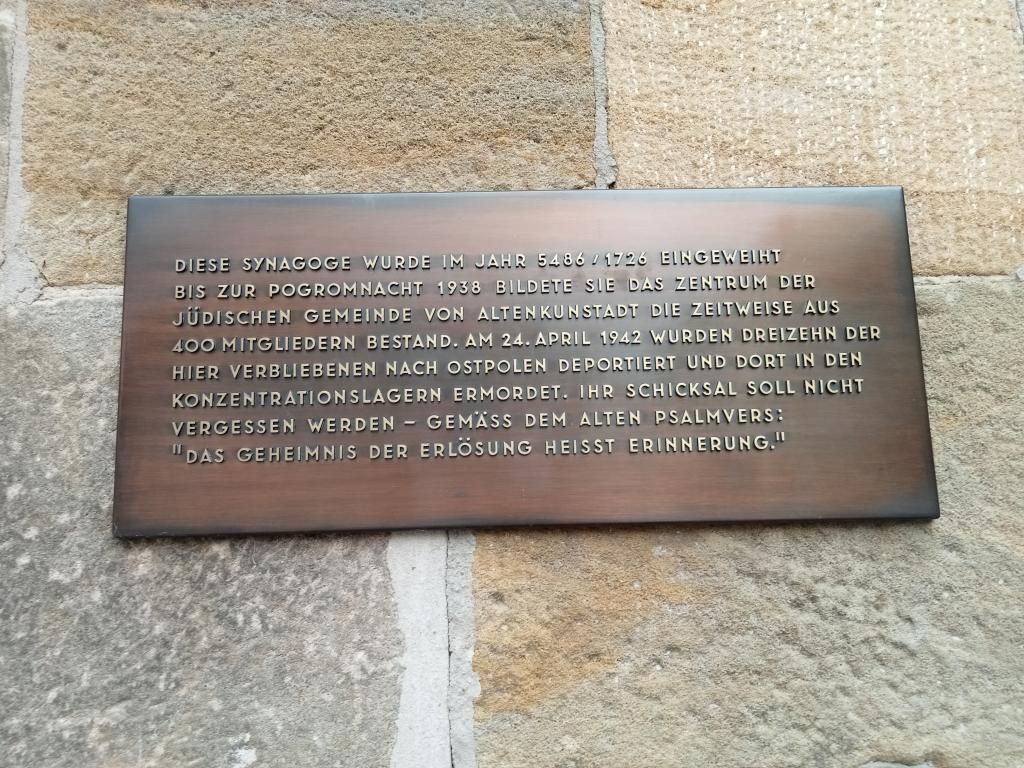 DIESE SYNAGOGE WURDE IM JAHR 5486/1726 EINGEWEIHT
BIS ZUR POGROMNACHT 1938 BILDETE SIE DAS ZENTRUM DER
JÜDISCHEN GEMEINDE VON ALTENKUNSTADT DIE ZEITWEISE AUS
400 MITGLIEDERN BESTAND. AM 24. APRIL 1942 WURDEN DREIZEHN DER
HIER VERBLIEBENEN NACH OSTPOLEN DEPORTIERT UND DORT IN DEN
KONZENTRATIONSLAGERN ERMORDET. IHR SCHICKSAL SOLL NICHT
VERGESSEN WERDEN – GEMÄSS DEM ALTEN PSALMVERS:
"DAS GEHEIMNIS DER ERLÖSUNG HEISST ERINNERUNG."